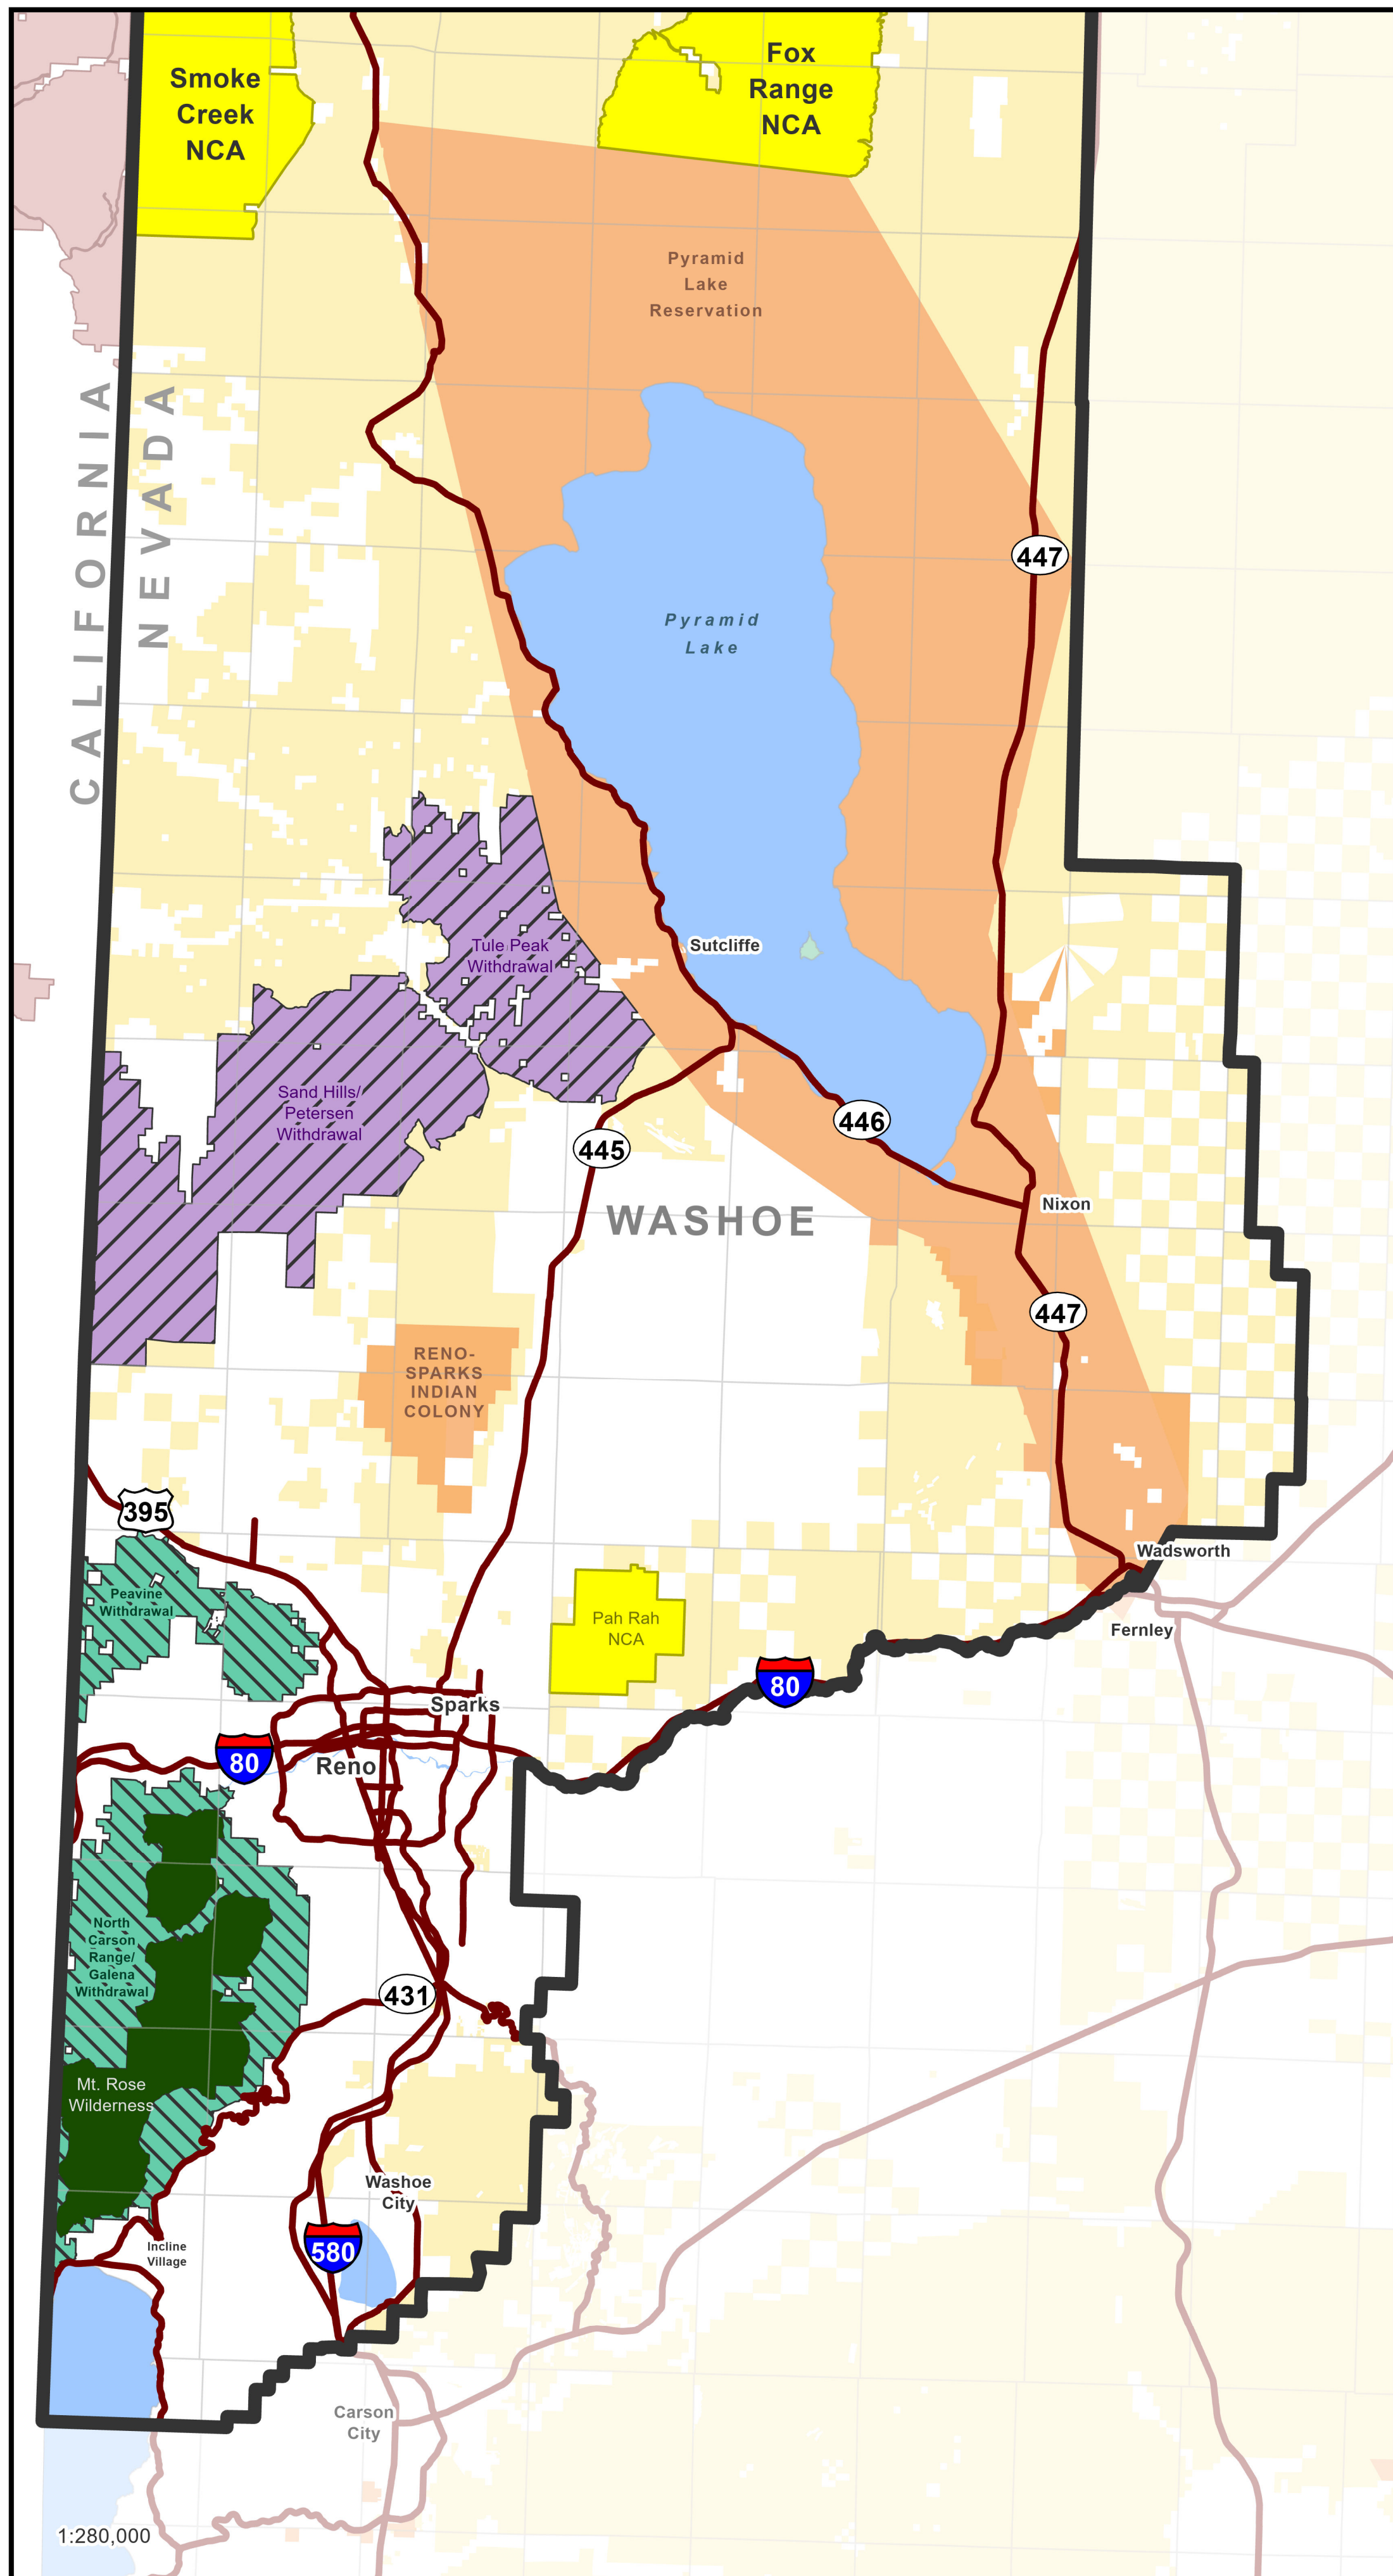 Smoke
Creek
NCA
Fox
Range
NCA
Pyramid
Lake
Reservation
CALIFORNIA
NEVADA
447
Pyramid
Lake
Tule Peak
Withdrawal
Sutcliffe
Sand Hills/
Petersen
Withdrawal
446
445
Nixon
WASHOE
447
RENO-
SPARKS
INDIAN
COLONY
395
Wadsworth
Peavine
Withdrawal
Pah Rah
NCA
Fernley
80
Sparks
80
Reno
North
Carson
Range/
Galena
Withdrawal
431
Mt. Rose
Wilderness
Washoe
City
Incline
Village
580
Carson
City
1:280,000